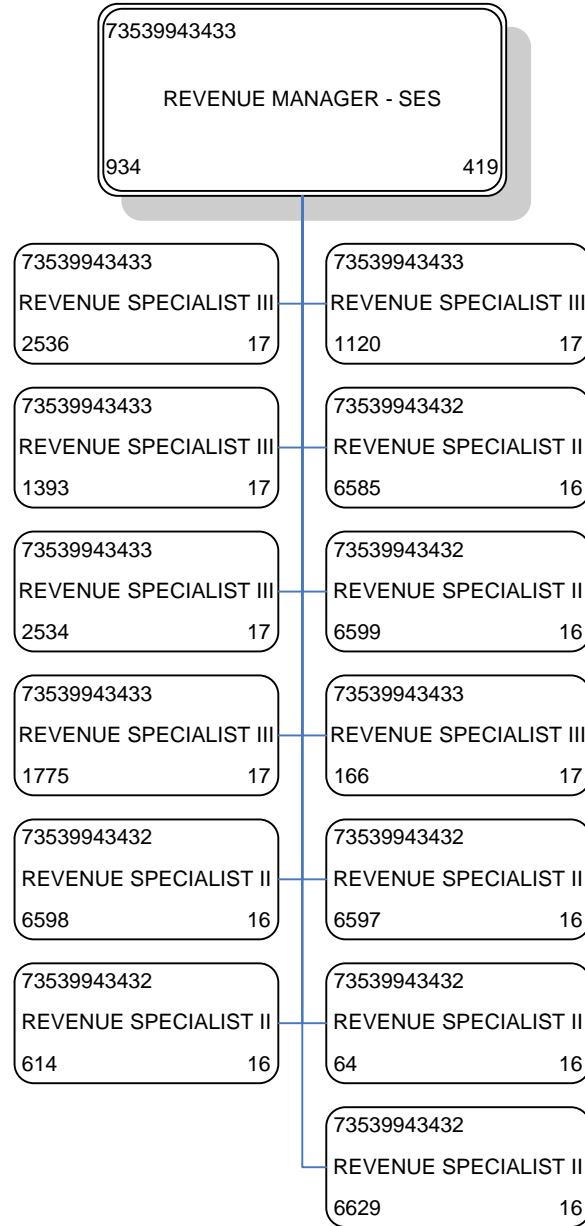 73539943433
REVENUE MANAGER - SES
934 419
73539943433
REVENUE SPECIALIST III
2536 17
73539943433
REVENUE SPECIALIST III
1120 17
73539943433
REVENUE SPECIALIST III
1393 17
73539943432
REVENUE SPECIALIST II
6585 16
73539943433
REVENUE SPECIALIST III
2534 17
73539943432
REVENUE SPECIALIST II
6599 16
73539943433
REVENUE SPECIALIST III
1775 17
73539943433
REVENUE SPECIALIST III
166 17
73539943432
REVENUE SPECIALIST II
6598 16
73539943432
REVENUE SPECIALIST II
6597 16
73539943432
REVENUE SPECIALIST II
614 16
73539943432
REVENUE SPECIALIST II
64 16
73539943432
REVENUE SPECIALIST II
6629 16